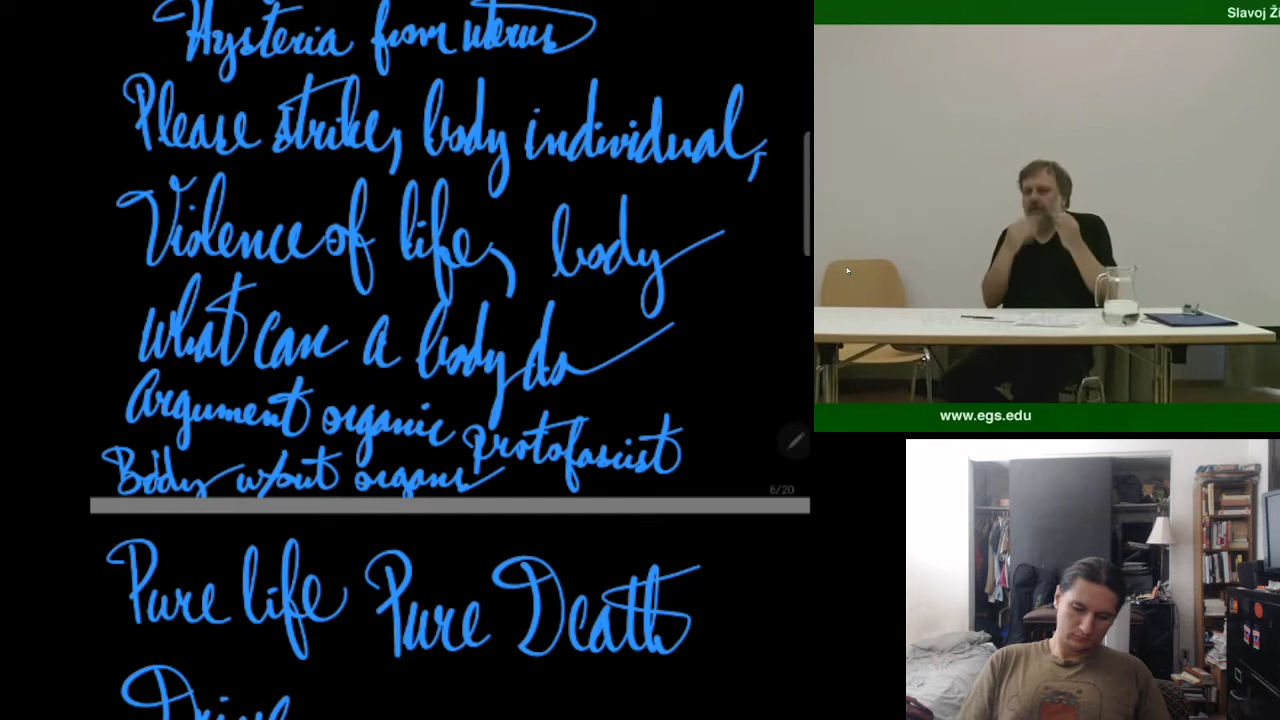 Hysteria from uterus
Please strike, body individual,
Violence of life, body
What can a body do
Argument organic Protofascist
Body w/out organs
6/20
Pure life Pure Death
Drive
Slavoj Ži
www.egs.edu